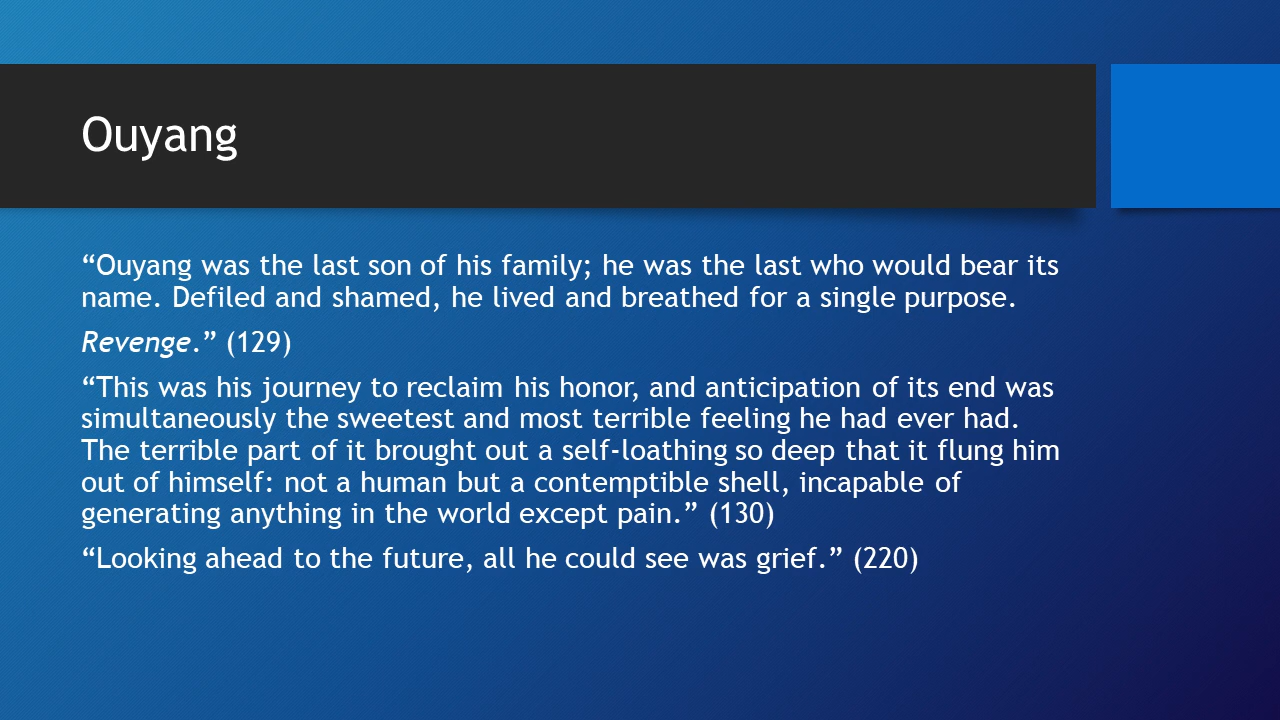 Ouyang
“Ouyang was the last son of his family; he was the last who would bear its
name. Defiled and shamed, he lived and breathed for a single purpose.
Revenge.” (129)
“This was his journey to reclaim his honor, and anticipation of its end was
simultaneously the sweetest and most terrible feeling he had ever had.
The terrible part of it brought out a self-loathing so deep that it flung him
out of himself: not a human but a contemptible shell, incapable of
generating anything in the world except pain.” (130)
“Looking ahead to the future, all he could see was grief.” (220)